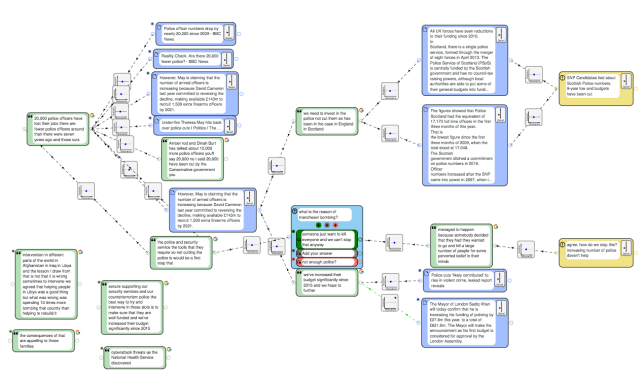 Police officer numbers drop by
nearly 20,000 since 2009 - BBC
News
Reality Check: Are there 20,000
fewer police? - BBC News
However, May is claiming that the
number of armed officers is
increasing because David Cameron
last year committed to reversing the
decline, making available £143m to
recruit 1,500 extra firearms officers
by 2021.
Under-fire Theresa May hits back
over police cuts | Politics | The ...
20,000 police officers have
lost their jobs there are
fewer police officers around
than there were seven
years ago and those cuts
Amber rud and Dinah Burt
has talked about 10,000
more police officers you'll
say 20,000 no I said 20,000
have been cut by the
Conservative government
you
However, May is claiming that the
number of armed officers is
increasing because David Cameron
last year committed to reversing the
decline, making available £143m to
recruit 1,500 extra firearms officers
by 2021.
the police and security
service the tools that they
require so not cutting the
police is would be a first
step that
we need to invest in the
police not cut them as has
been in the case in England
in Scotland
All UK forces have seen reductions
to their funding since 2010.
In
Scotland, there is a single police
service, formed through the merger
of eight forces in April 2013. The
Police Service of Scotland (PSoS)
is centrally funded by the Scottish
government and has no council-tax
raising powers, although local
authorities are able to put some of
their general budgets into fundi...
The figures showed that Police
Scotland had the equivalent of
17,170 full time officers in the first
three months of this year.
That is
the lowest figure since the first
three months of 2009, when the
total stood at 17,048.
The Scottish
government ditched a commitment
on police numbers in 2016.
Officer
numbers increased after the SNP
came into power in 2007, when t...
SNP Candidates lied about
Scottish Police numbers
8-year low and budgets
have been cut
what is the reason of
manchester bombing?
someone just want to kill
everyone and we can't stop
that anyway
Add your answer
not enough police?
we've increased their
budget significantly since
2015 and we hope to
further
managed to happen
because somebody decided
that they had they wanted
to go and kill a large
number of people for some
perverted belief in their
minds
agree, how do we stop this?
increasing number of police
doesn't help
Police cuts 'likely contributed' to
rise in violent crime, leaked report
reveals
The Mayor of London Sadiq Khan
will today confirm that he is
increasing his funding of policing by
£27.8m this year, to a total of
£621.8m. The Mayor will make the
announcement as his first budget is
considered for approval by the
London Assembly.
intervention in different
parts of the world in
Afghanistan in Iraq in Libya
and the lesson I draw from
that is not that it is wrong
sometimes to intervene we
agreed that helping people
in Libya was a good thing
but what was wrong was
spending 13 times more
bombing that country than
helping to rebuild it
secure supporting our
security services and our
counterterrorism police the
best way to try and
intervene in these acts is to
make sure that they are
well-funded and we've
increased their budget
significantly since 2015
the consequences of that
are appalling to those
families
cyberattack threats as the
National Health Service
discovered